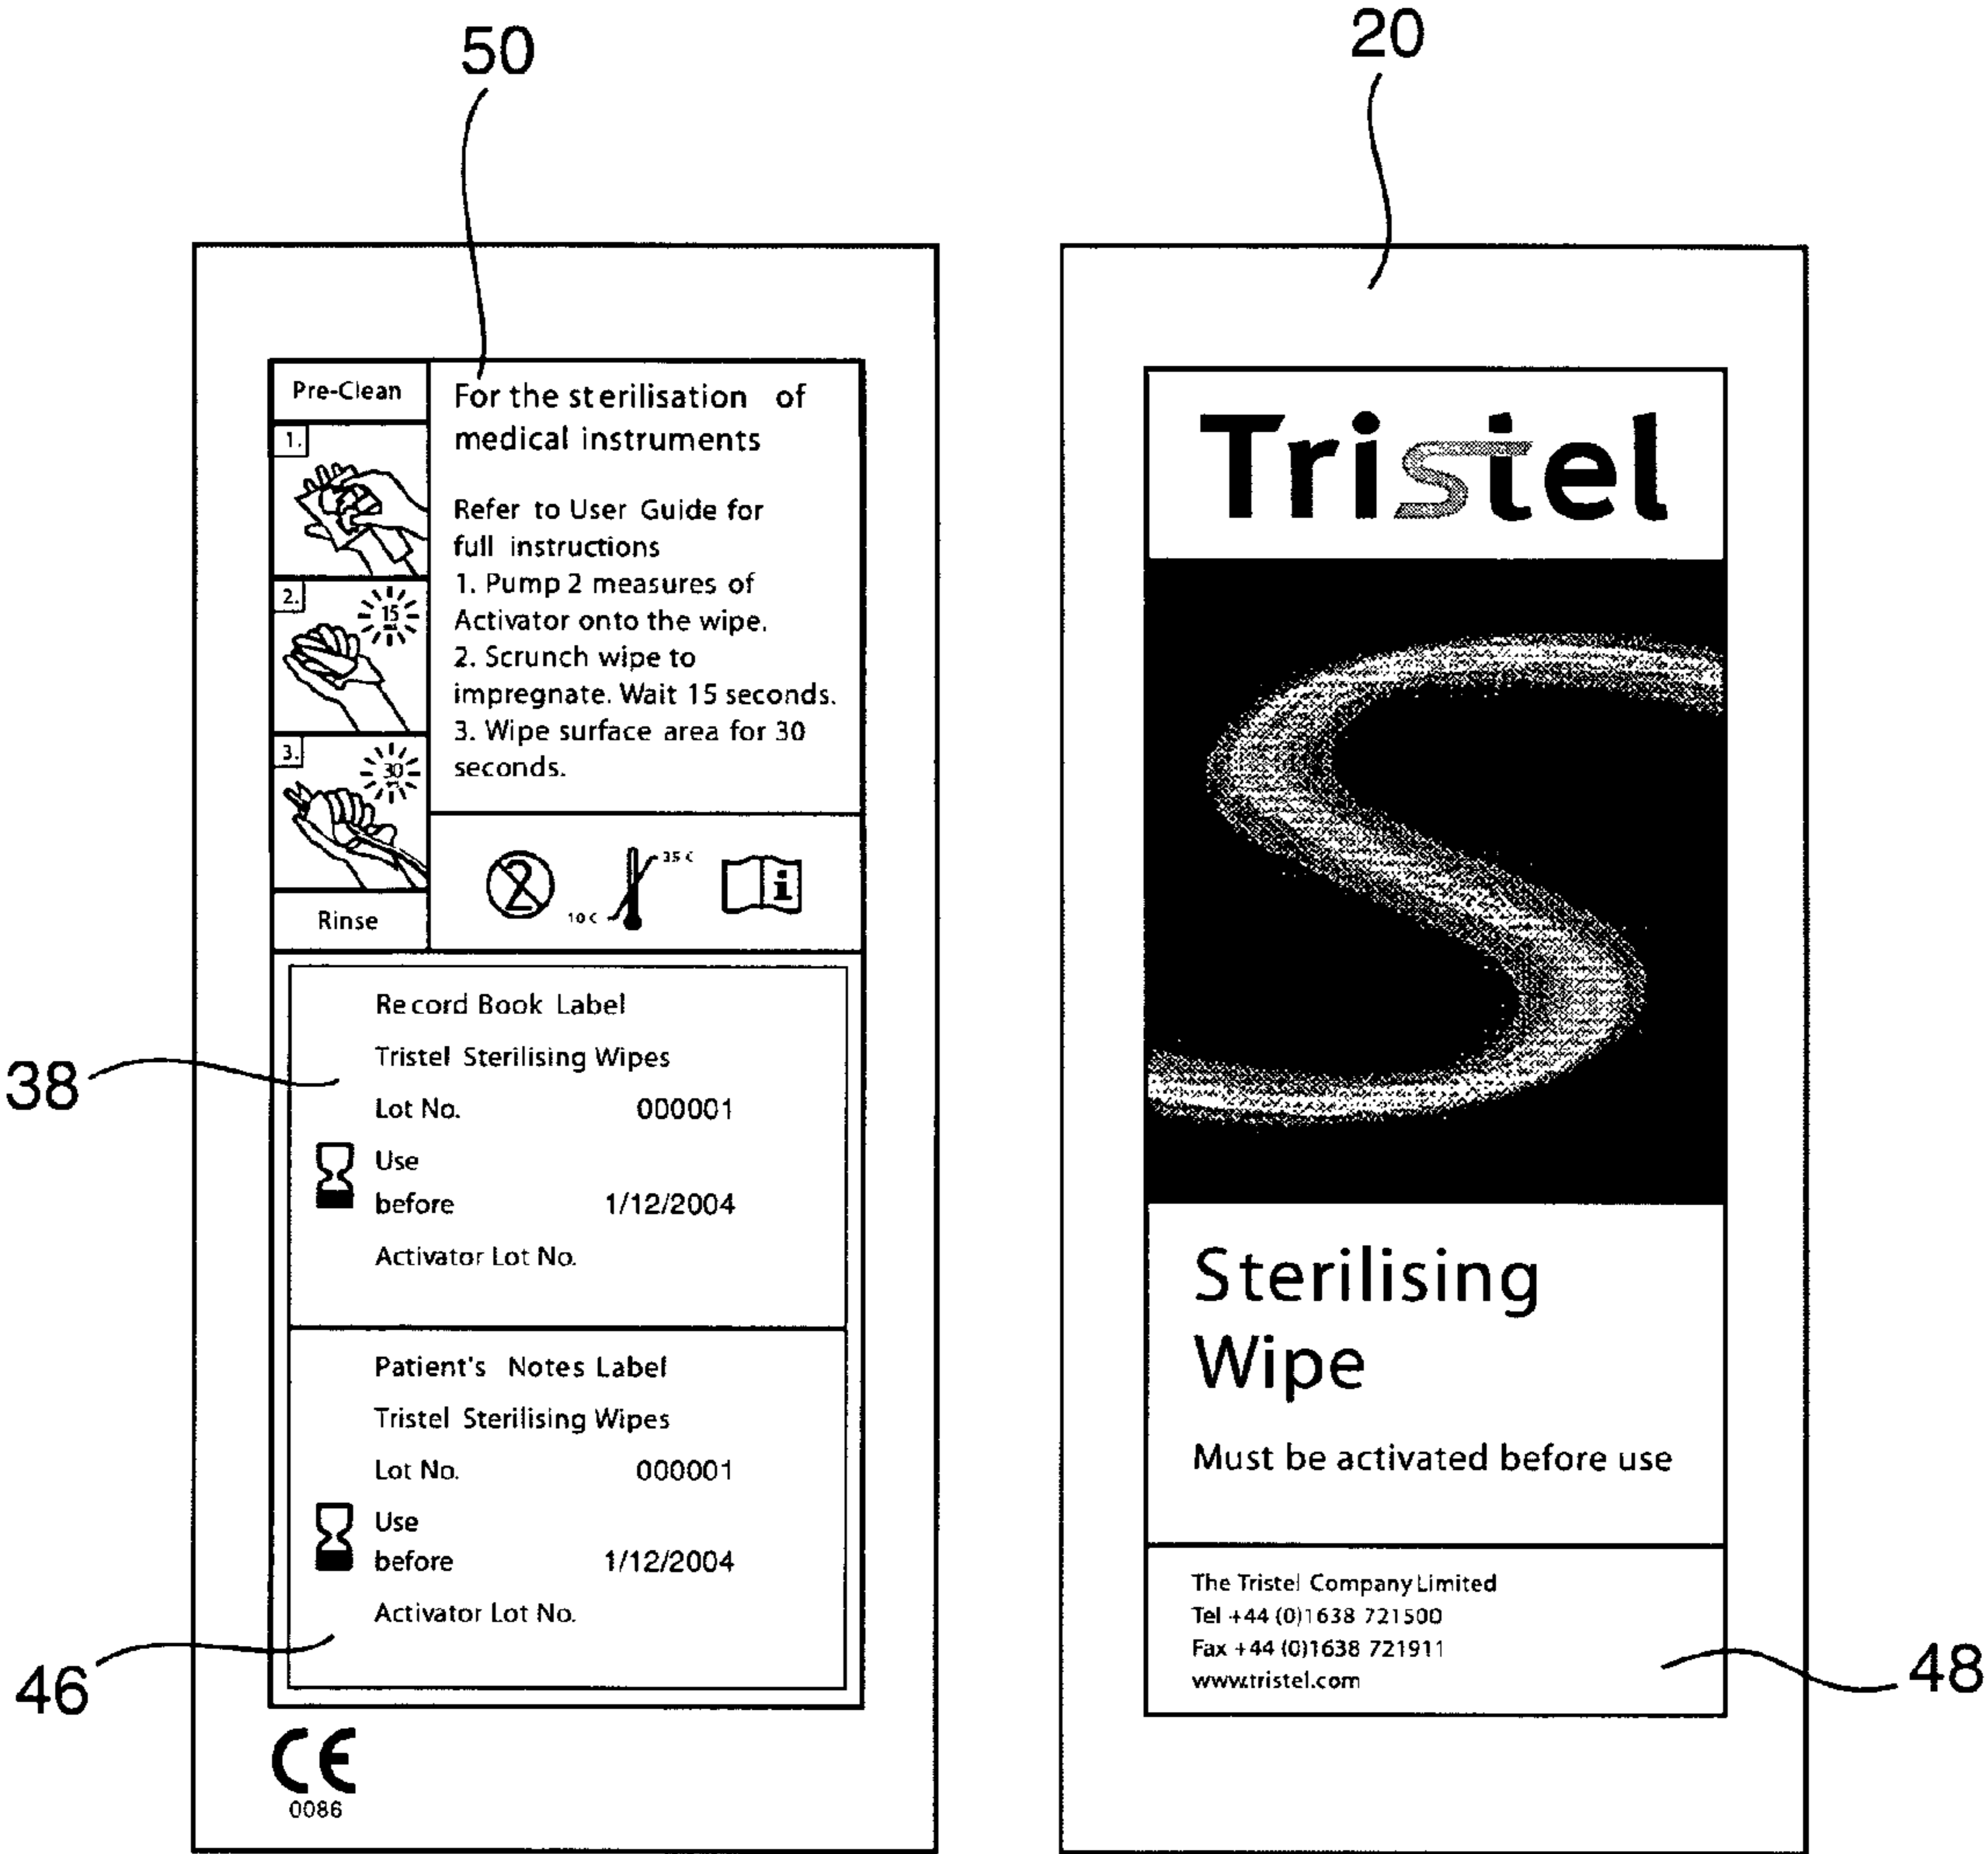 50
20
Pre-Clean
1.
2.
15
3.
30
Rinse
For the sterilisation of
medical instruments
Refer to User Guide for
full instructions
1. Pump 2 measures of
Activator onto the wipe.
2. Scrunch wipe to
impregnate. Wait 15 seconds.
3. Wipe surface area for 30
seconds.
2
35 C
10 C
i
38
Record Book Label
Tristel Sterilising Wipes
Lot No. 000001
Use
before 1/12/2004
Activator Lot No.
Patient's Notes Label
Tristel Sterilising Wipes
Lot No. 000001
Use
before 1/12/2004
Activator Lot No.
46
CE
0086
Tristel
Sterilising
Wipe
Must be activated before use
The Tristel Company Limited
Tel +44 (0)1638 721500
Fax +44 (0)1638 721911
www.tristel.com
48